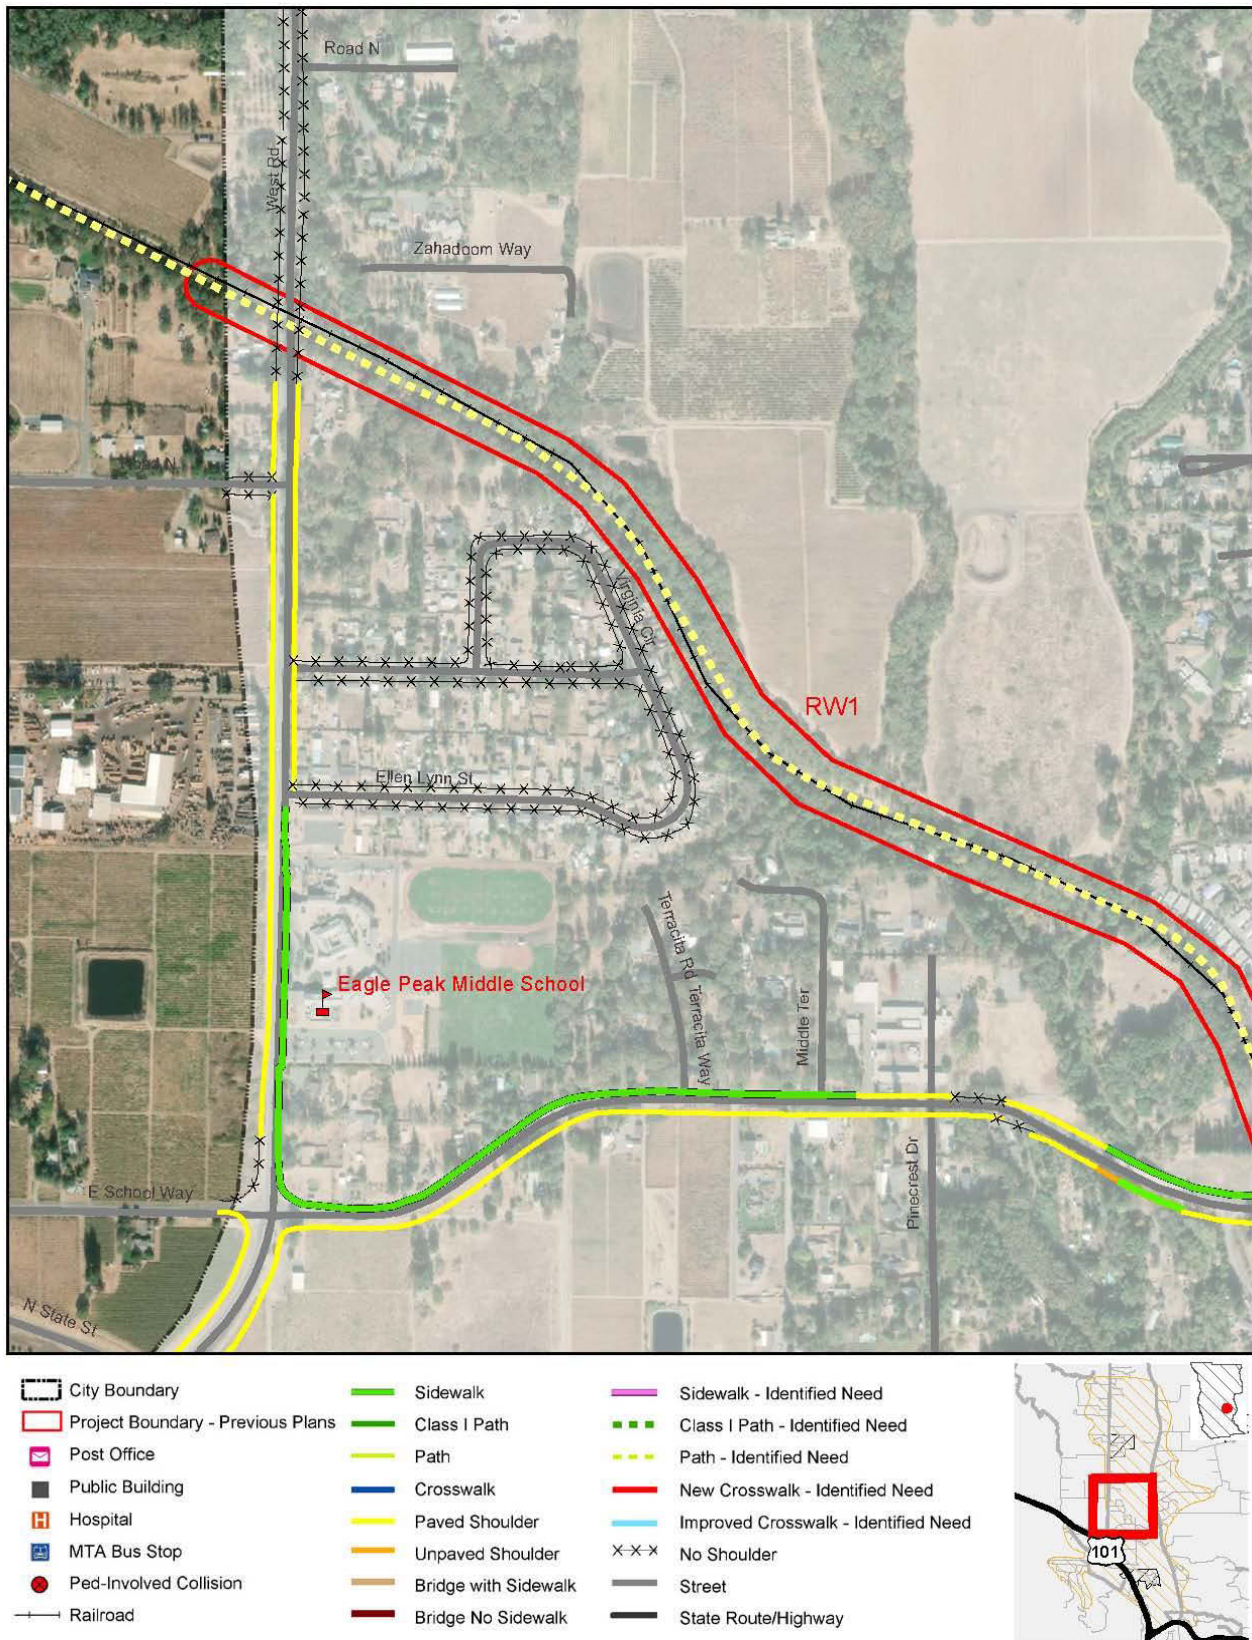 Road N
West Rd
Zahadoom Way
Road N
Virginia Cir
RW1
Ellen Lynn St
Eagle Peak Middle School
Terracita Rd
Terracita Way
Middle Ter
Pinecrest Dr
E School Way
N State St
City Boundary
Project Boundary - Previous Plans
Post Office
Public Building
Hospital
MTA Bus Stop
Ped-Involved Collision
Railroad
Sidewalk
Class I Path
Path
Crosswalk
Paved Shoulder
Unpaved Shoulder
Bridge with Sidewalk
Bridge No Sidewalk
Sidewalk - Identified Need
Class I Path - Identified Need
Path - Identified Need
New Crosswalk - Identified Need
Improved Crosswalk - Identified Need
No Shoulder
Street
State Route/Highway
H
101